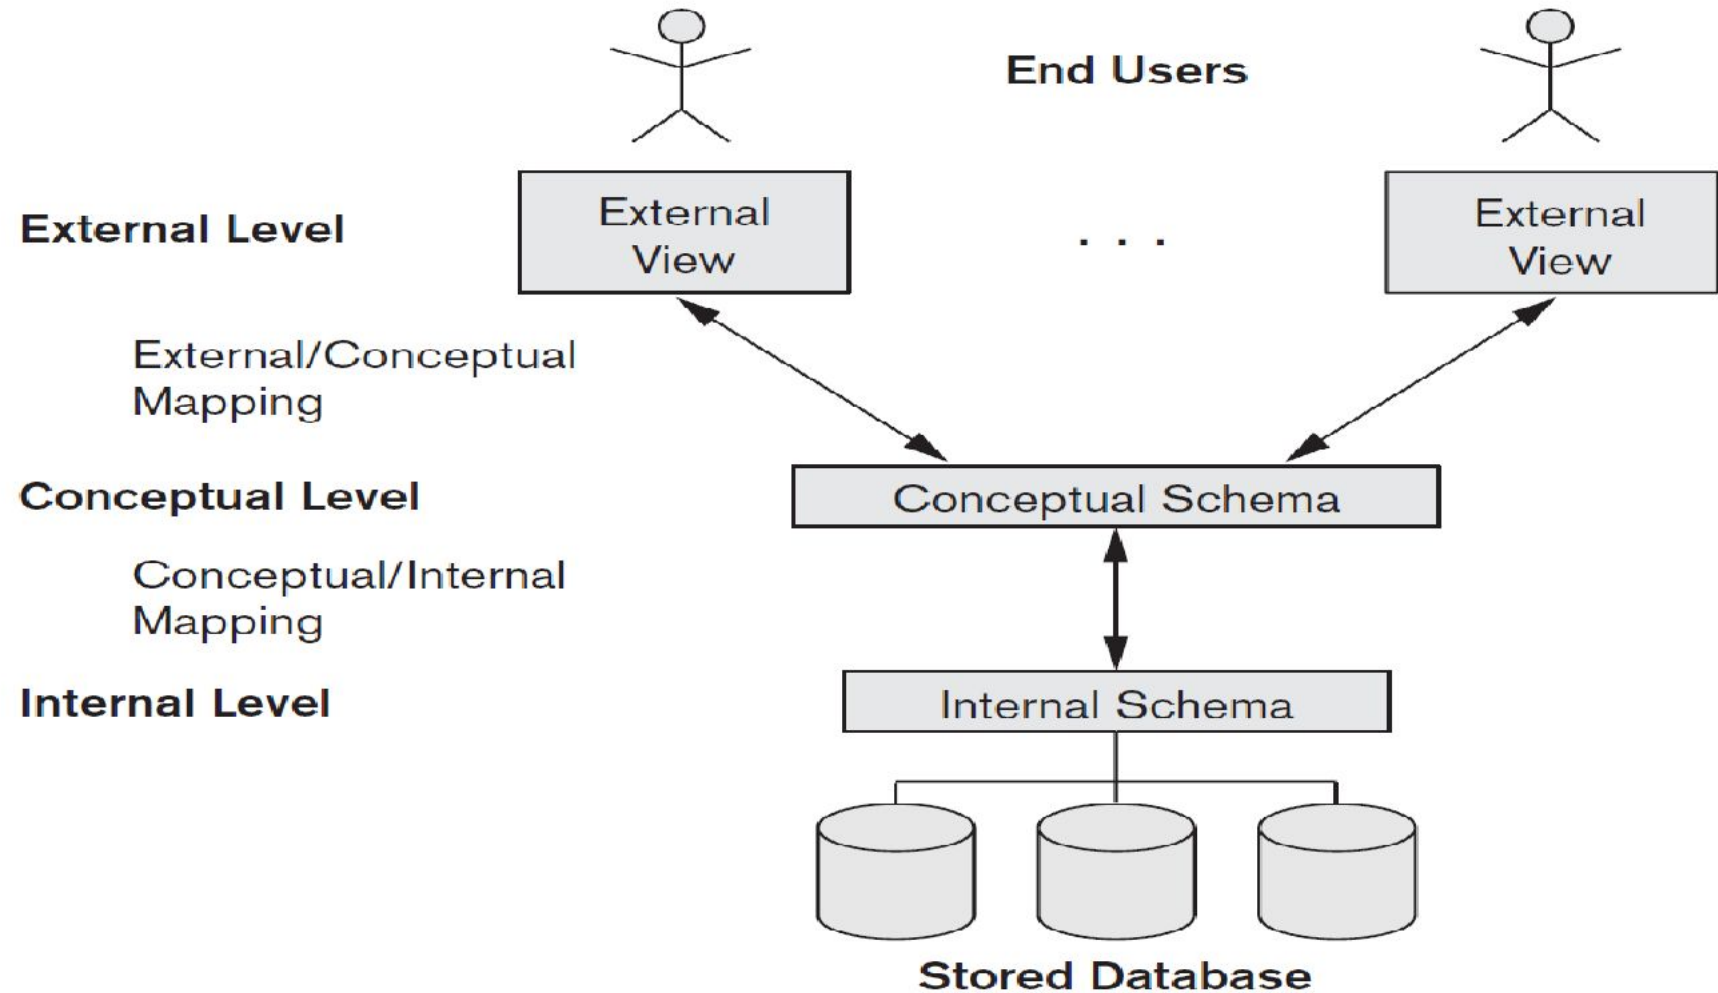 End Users
External Level
External
View
. . .
External
View
External/Conceptual
Mapping
Conceptual Level
Conceptual Schema
Conceptual/Internal
Mapping
Internal Level
Internal Schema
Stored Database